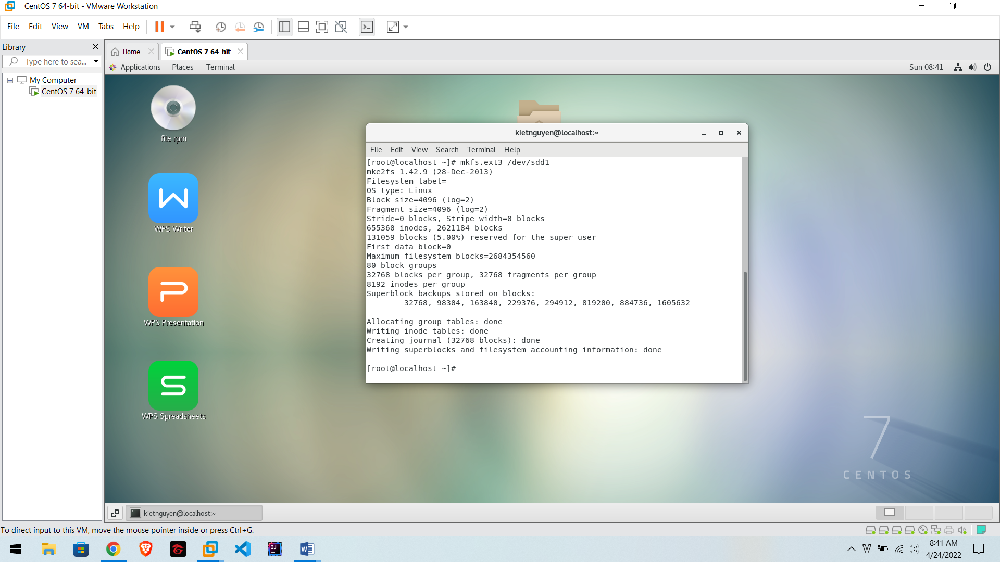 CentOS 7 64-bit - VMware Workstation
File Edit View VM Tabs Help
Library
Home
CentOS 7 64-bit
Type here to sea...
Applications Places Terminal
Sun 08:41
My Computer
CentOS 7 64-bit
file rpm
WPS Writer
WPS Presentation
WPS Spreadsheets
kietnguyen@localhost:~
File Edit View Search Terminal Help
[root@localhost ~]# mkfs.ext3 /dev/sdd1
mke2fs 1.42.9 (28-Dec-2013)
Filesystem label=
OS type: Linux
Block size=4096 (log=2)
Fragment size=4096 (log=2)
Stride=0 blocks, Stripe width=0 blocks
655360 inodes, 2621184 blocks
131059 blocks (5.00%) reserved for the super user
First data block=0
Maximum filesystem blocks=2684354560
80 block groups
32768 blocks per group, 32768 fragments per group
8192 inodes per group
Superblock backups stored on blocks:
32768, 98304, 163840, 229376, 294912, 819200, 884736, 1605632
Allocating group tables: done
Writing inode tables: done
Creating journal (32768 blocks): done
Writing superblocks and filesystem accounting information: done
[root@localhost ~]#
7
CENTOS
kietnguyen@localhost:~
To direct input to this VM, move the mouse pointer inside or press Ctrl+G.
8:41 AM
4/24/2022